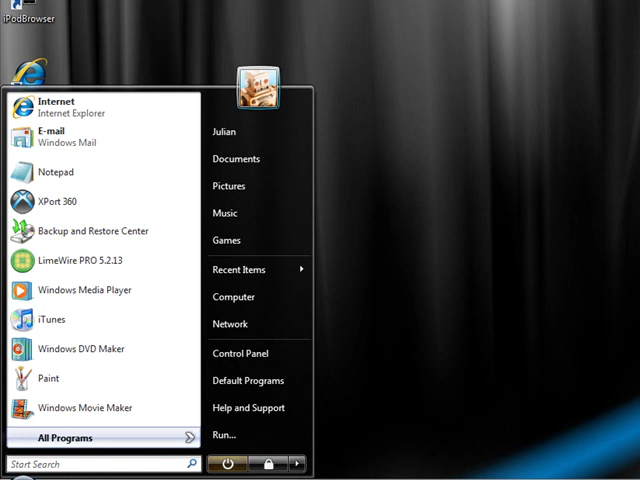 iPodBrowser
Internet
Internet Explorer
E-mail
Windows Mail
Notepad
XPort 360
Backup and Restore Center
LimeWire PRO 5.2.13
Windows Media Player
iTunes
Windows DVD Maker
Paint
Windows Movie Maker
All Programs
Start Search
Julian
Documents
Pictures
Music
Games
Recent Items
Computer
Network
Control Panel
Default Programs
Help and Support
Run...